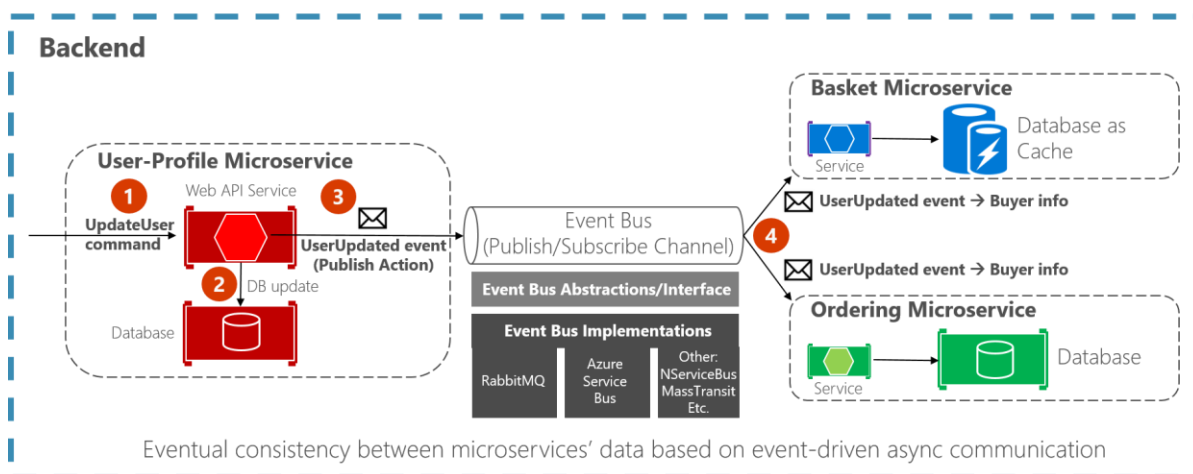 Backend
User-Profile Microservice
Web API Service
1
UpdateUser
command
2
DB update
Database
3
UserUpdated event
(Publish Action)
Event Bus
(Publish/Subscribe Channel)
Event Bus Abstractions/Interface
Event Bus Implementations
RabbitMQ
Azure
Service
Bus
Other:
NServiceBus
MassTransit
Etc.
4
Basket Microservice
Service
Database as
Cache
UserUpdated event → Buyer info
UserUpdated event → Buyer info
Ordering Microservice
Service
Database
Eventual consistency between microservices’ data based on event-driven async communication